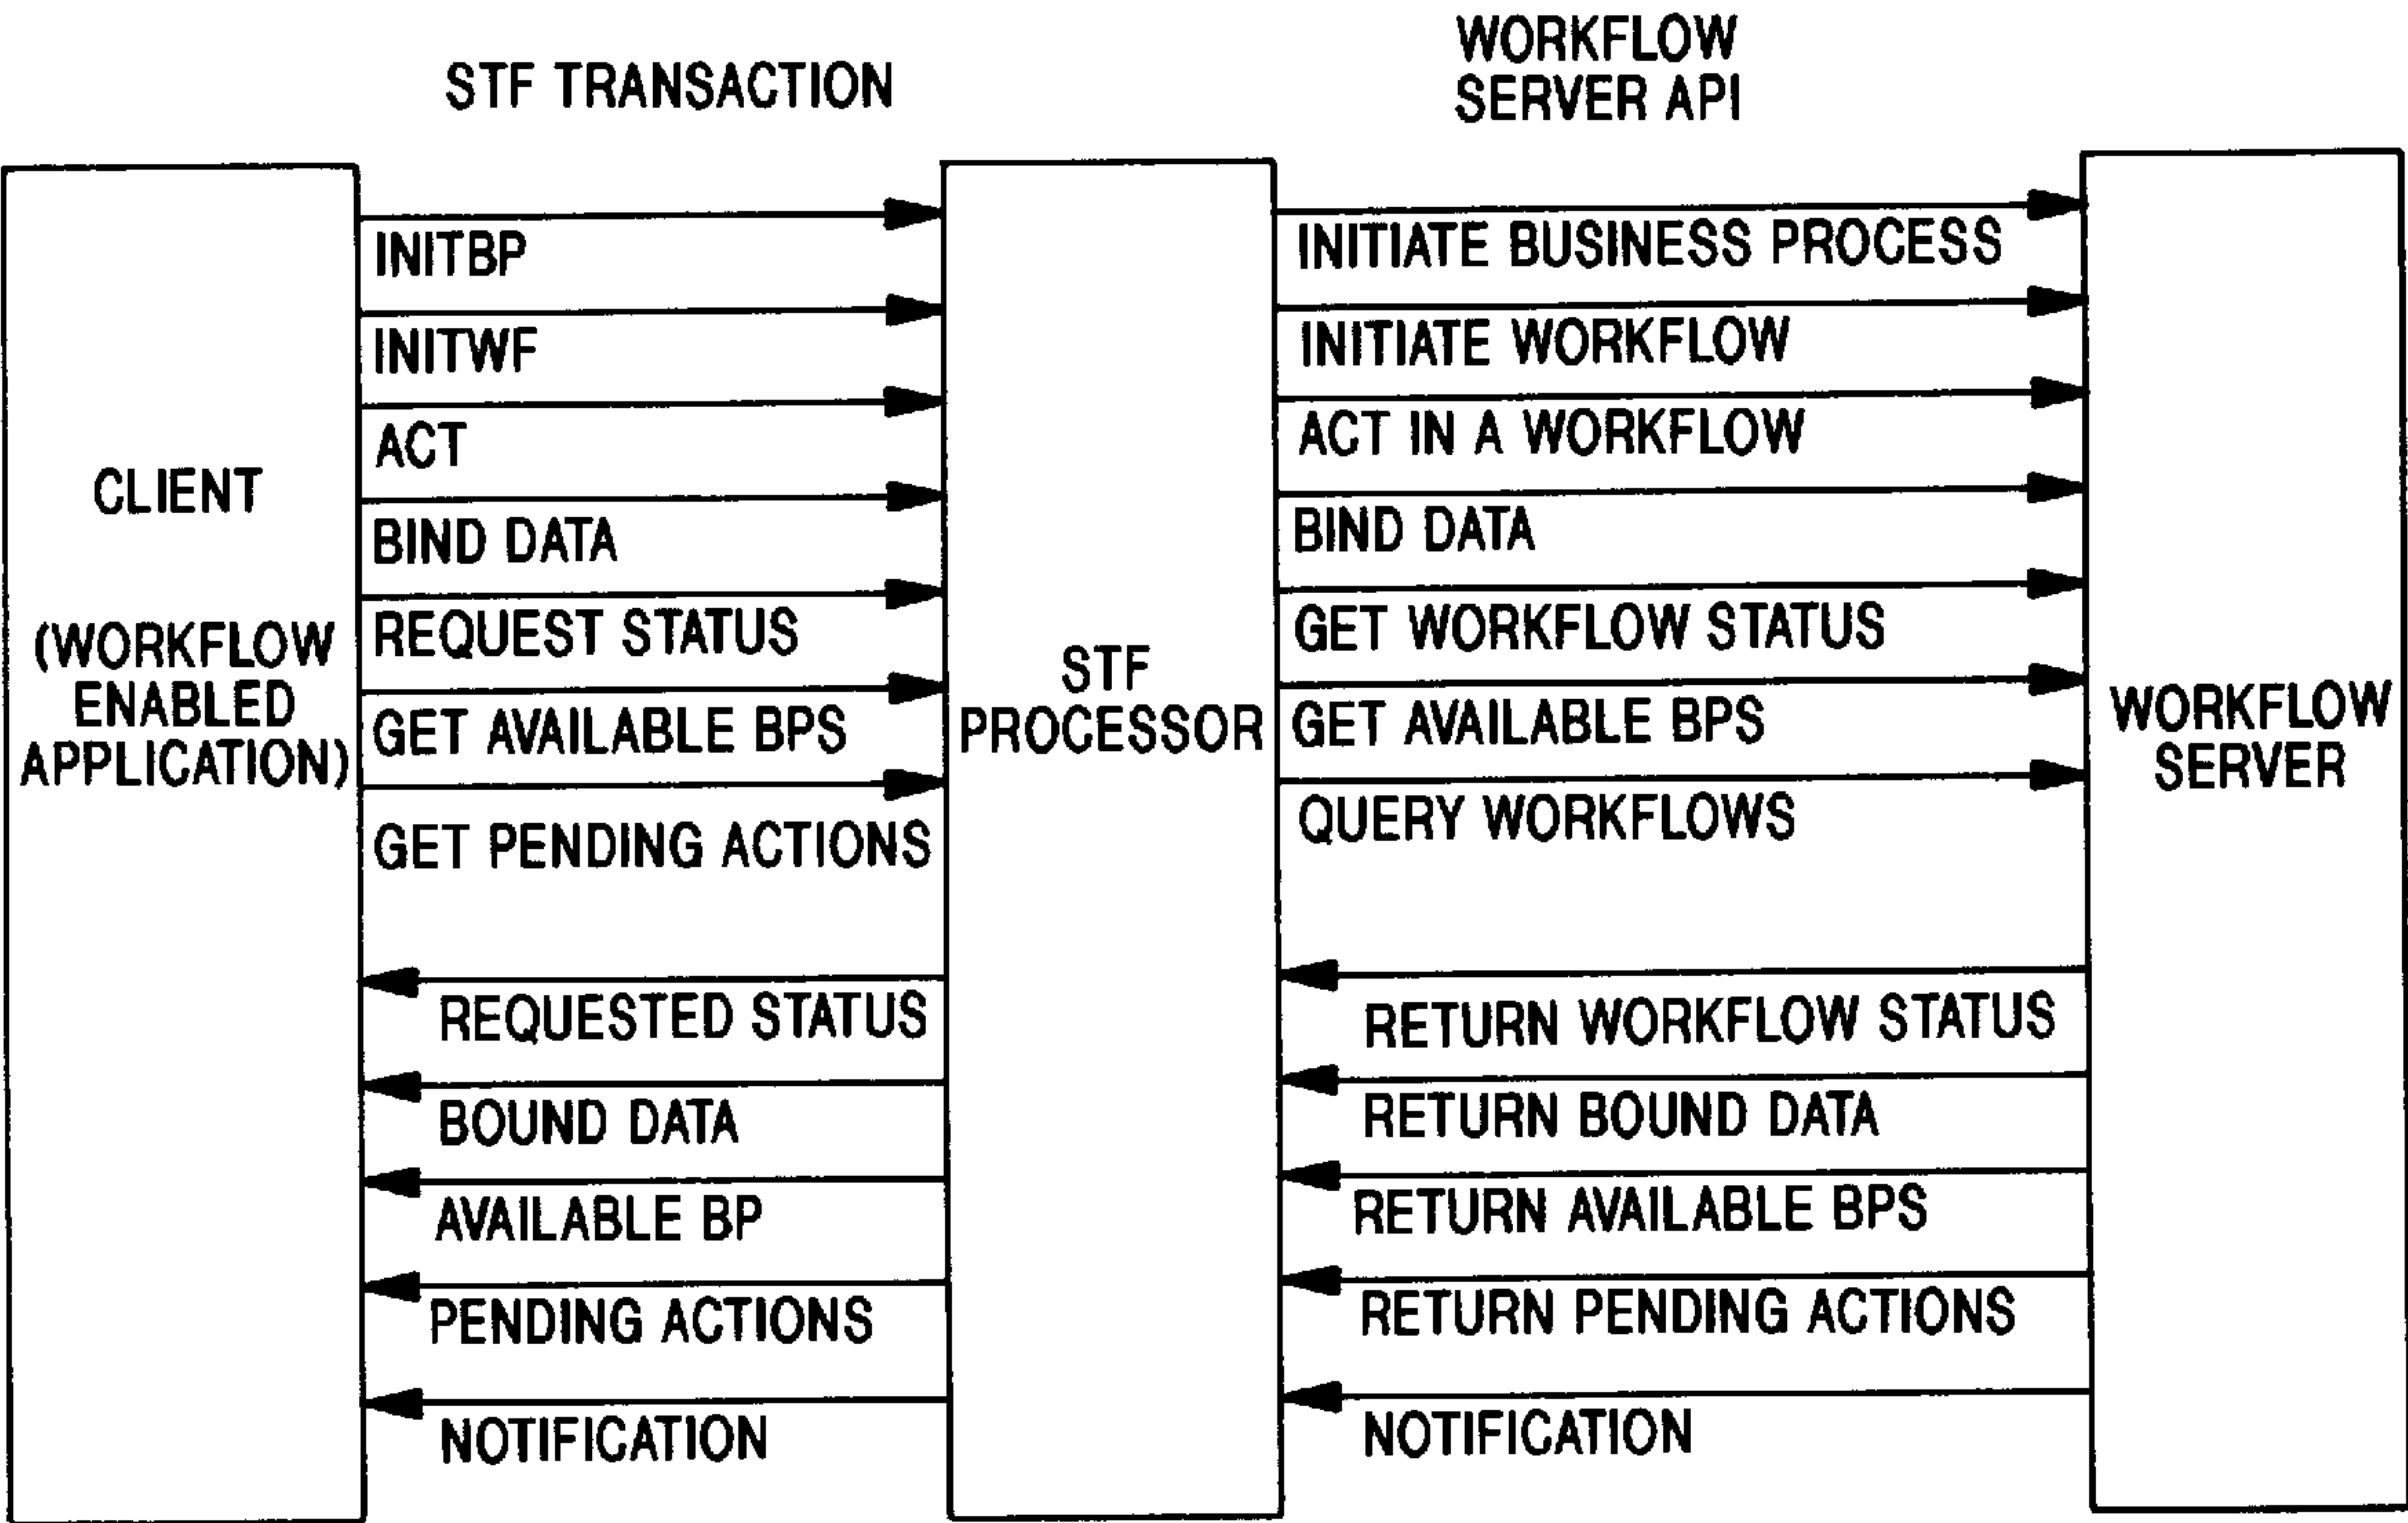 STF TRANSACTION
WORKFLOW
SERVER API
CLIENT
(WORKFLOW
ENABLED
APPLICATION)
INITBP
INITWF
ACT
BIND DATA
REQUEST STATUS
GET AVAILABLE BPS
GET PENDING ACTIONS
REQUESTED STATUS
BOUND DATA
AVAILABLE BP
PENDING ACTIONS
NOTIFICATION
STF
PROCESSOR
INITIATE BUSINESS PROCESS
INITIATE WORKFLOW
ACT IN A WORKFLOW
BIND DATA
GET WORKFLOW STATUS
GET AVAILABLE BPS
QUERY WORKFLOWS
RETURN WORKFLOW STATUS
RETURN BOUND DATA
RETURN AVAILABLE BPS
RETURN PENDING ACTIONS
NOTIFICATION
WORKFLOW
SERVER